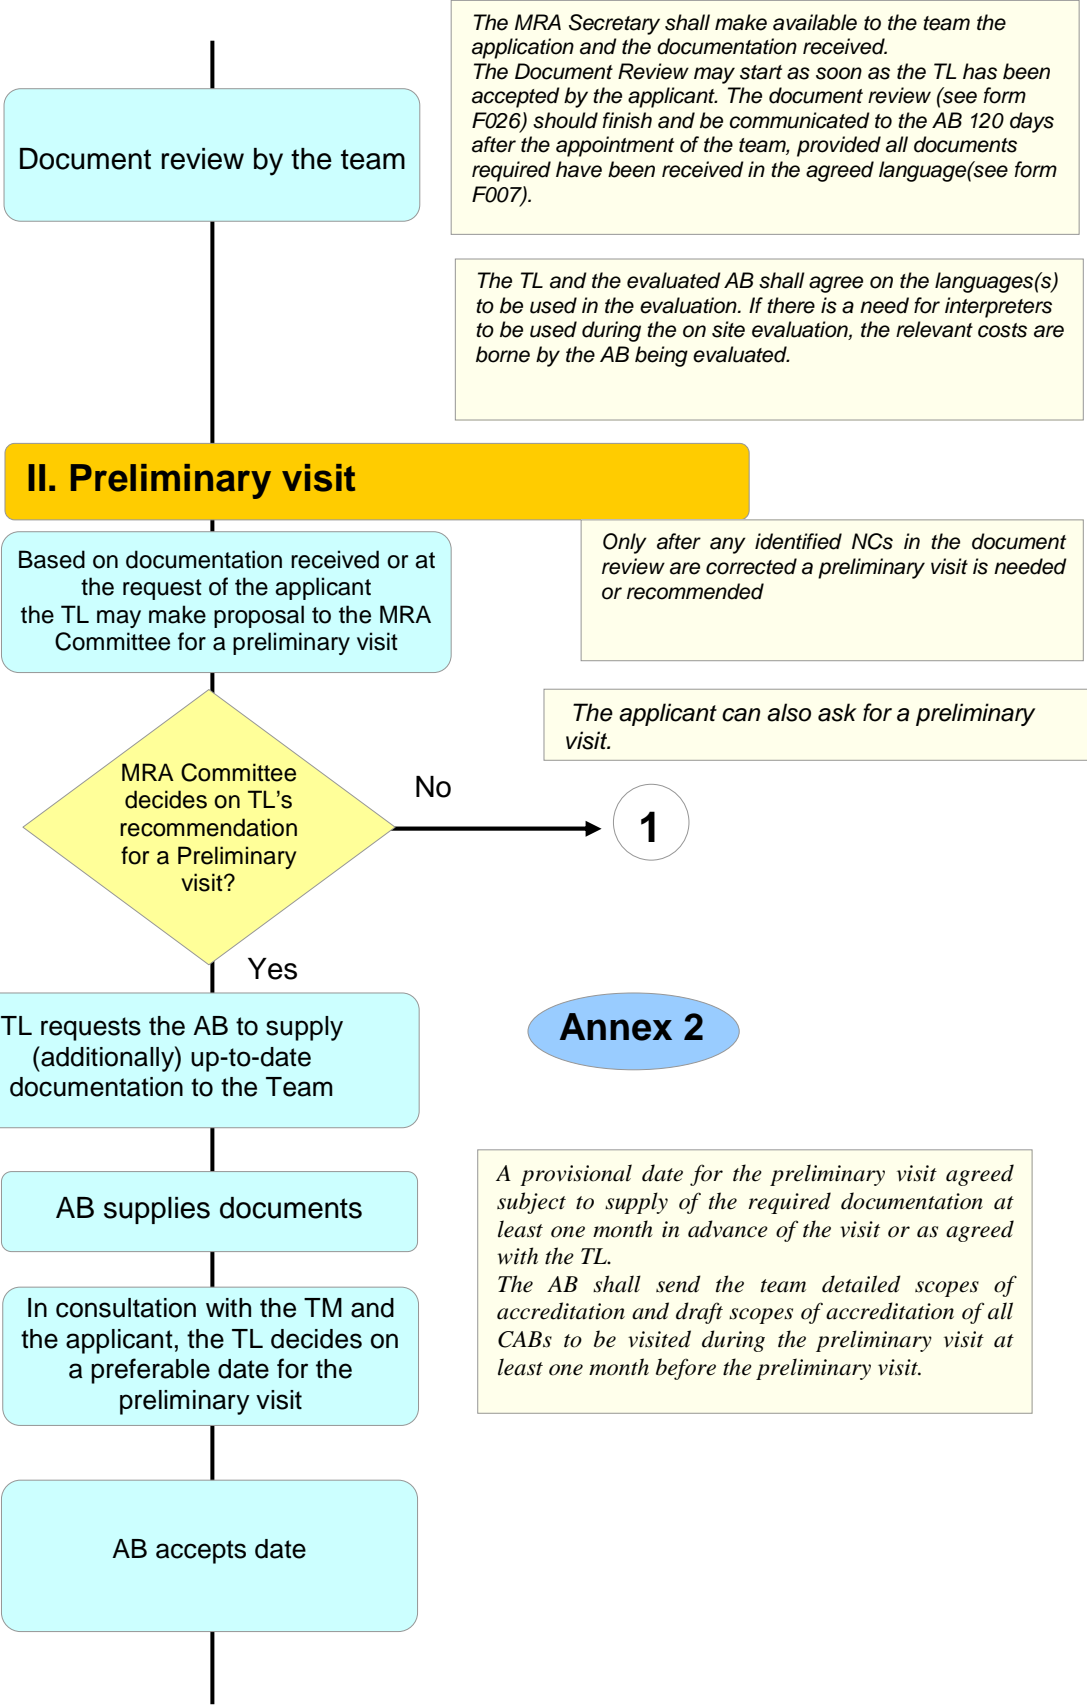 The MRA Secretary shall make available to the team the
application and the documentation received.
The Document Review may start as soon as the TL has been
accepted by the applicant. The document review (see form
F026) should finish and be communicated to the AB 120 days
after the appointment of the team, provided all documents
required have been received in the agreed language(see form
F007).
Document review by the team
The TL and the evaluated AB shall agree on the languages(s)
to be used in the evaluation. If there is a need for interpreters
to be used during the on site evaluation, the relevant costs are
borne by the AB being evaluated.
II. Preliminary visit
Based on documentation received or at
the request of the applicant
the TL may make proposal to the MRA
Committee for a preliminary visit
Only after any identified NCs in the document
review are corrected a preliminary visit is needed
or recommended
The applicant can also ask for a preliminary
visit.
MRA Committee
decides on TL's
recommendation
for a Preliminary
visit?
No
1
Yes
TL requests the AB to supply
(additionally) up-to-date
documentation to the Team
Annex 2
AB supplies documents
A provisional date for the preliminary visit agreed
subject to supply of the required documentation at
least one month in advance of the visit or as agreed
with the TL.
The AB shall send the team detailed scopes of
accreditation and draft scopes of accreditation of all
CABs to be visited during the preliminary visit at
least one month before the preliminary visit.
In consultation with the TM and
the applicant, the TL decides on
a preferable date for the
preliminary visit
AB accepts date